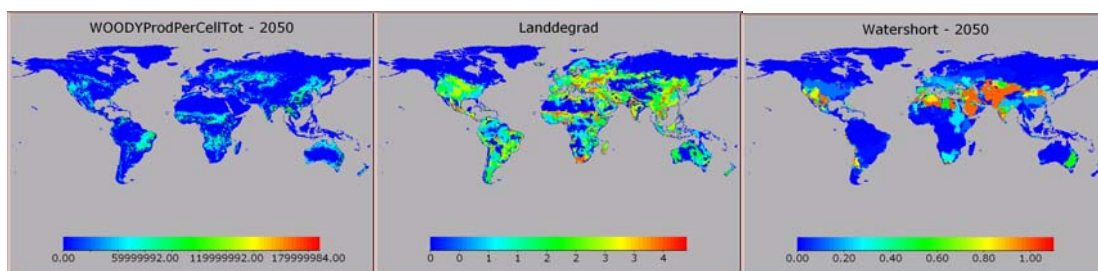 WOODYProdPerCellTot - 2050
0.00 59999992.00 119999992.00 179999984.00
Landdegrad
0 0 1 1 2 2 3 3 4
Watershort - 2050
0.00 0.20 0.40 0.60 0.80 1.00